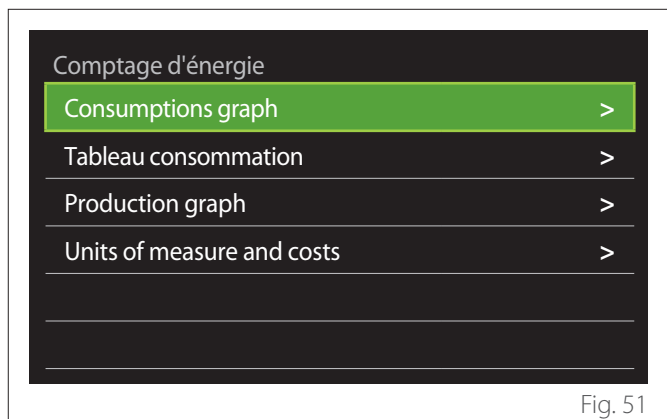 Comptage d'énergie
Consumptions graph >
Tableau consommation >
Production graph >
Units of measure and costs >
Fig. 51